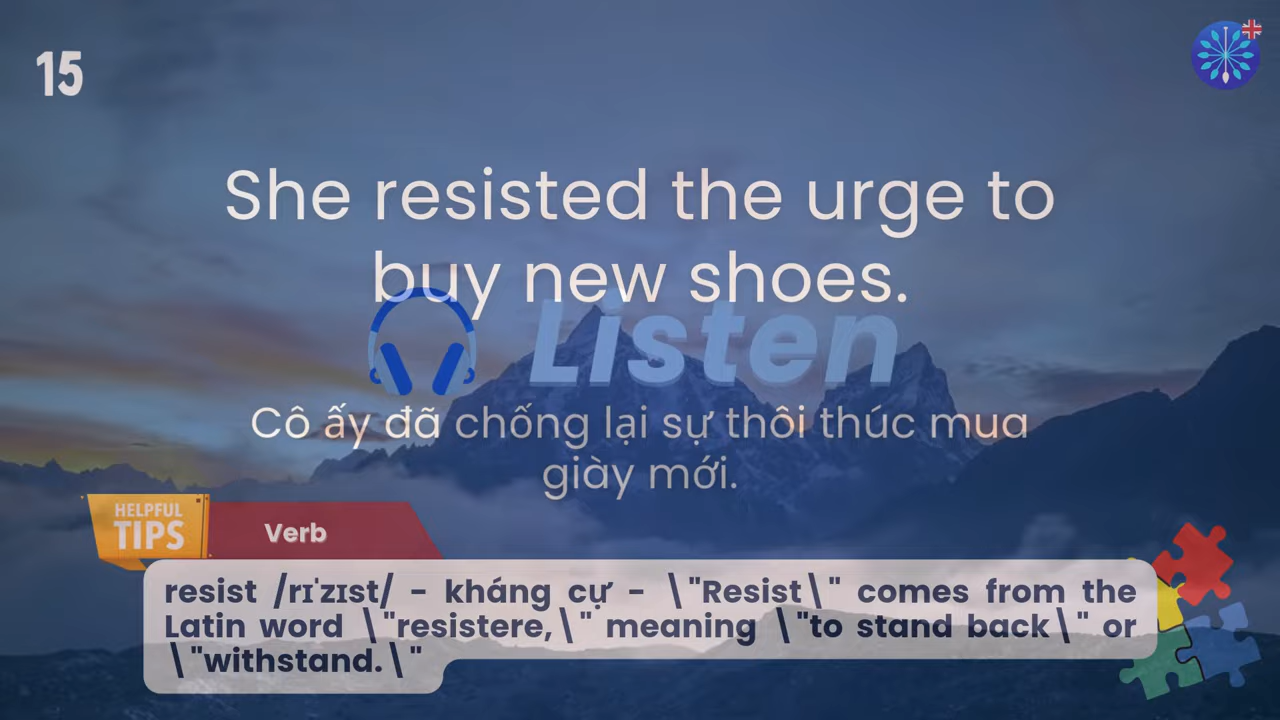 15
She resisted the urge to
buy new shoes.
Listen
Cô ấy đã chống lại sự thôi thúc mua
giày mới.
HELPFUL
TIPS
Verb
resist /rɪˈzɪst/ - kháng cự - \"Resist\" comes from the
Latin word \"resistere,\" meaning \"to stand back\" or
\"withstand.\"